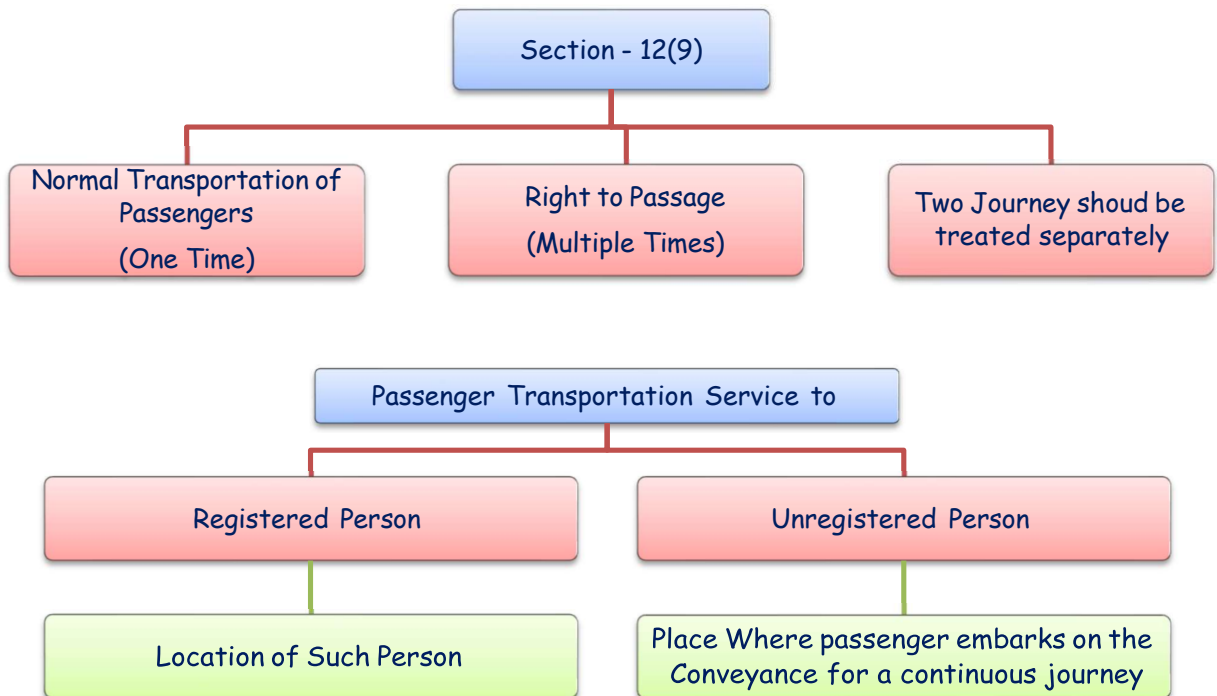 Section - 12(9)
Normal Transportation of
Passengers
(One Time)
Right to Passage
(Multiple Times)
Two Journey shoud be
treated separately
Passenger Transportation Service to
Registered Person
Unregistered Person
Location of Such Person
Place Where passenger embarks on the
Conveyance for a continuous journey